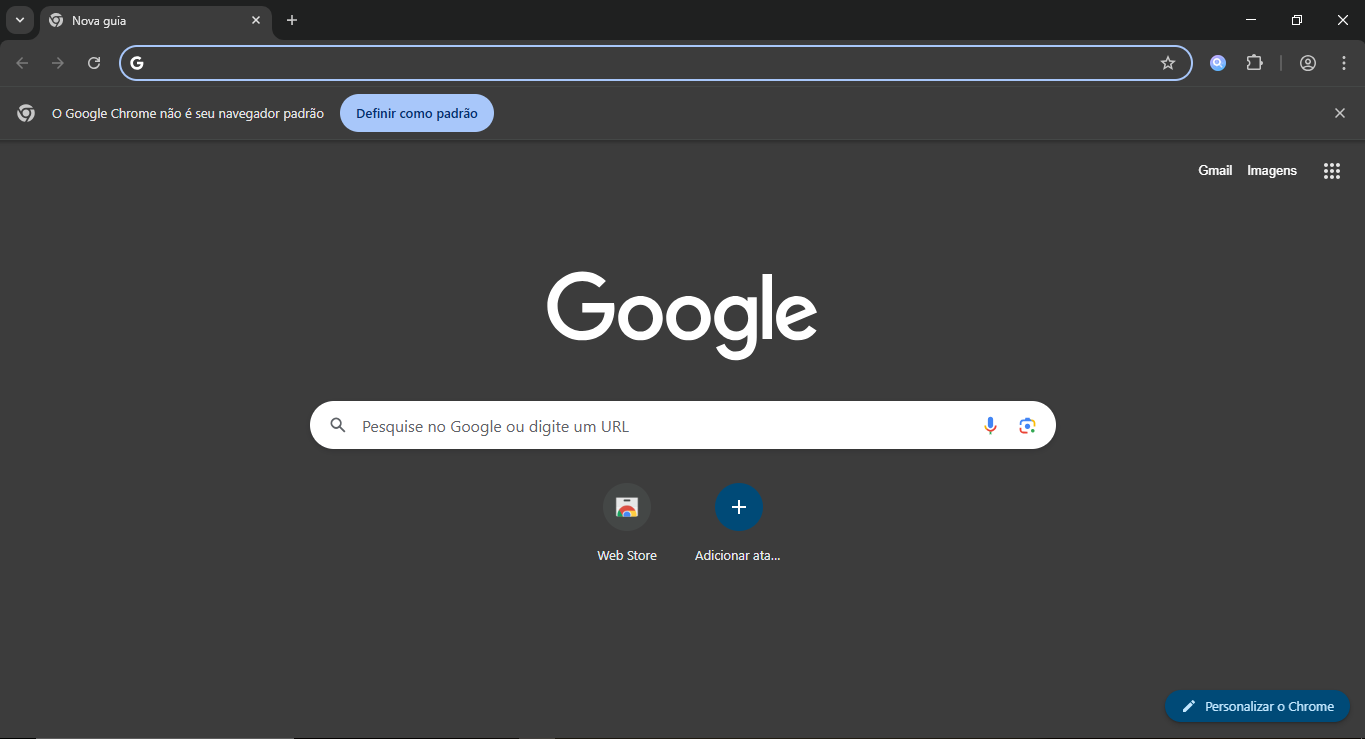 Nova guia
O Google Chrome não é seu navegador padrão
Definir como padrão
Gmail
Imagens
Google
Pesquise no Google ou digite um URL
Web Store
Adicionar ata...
Personalizar o Chrome